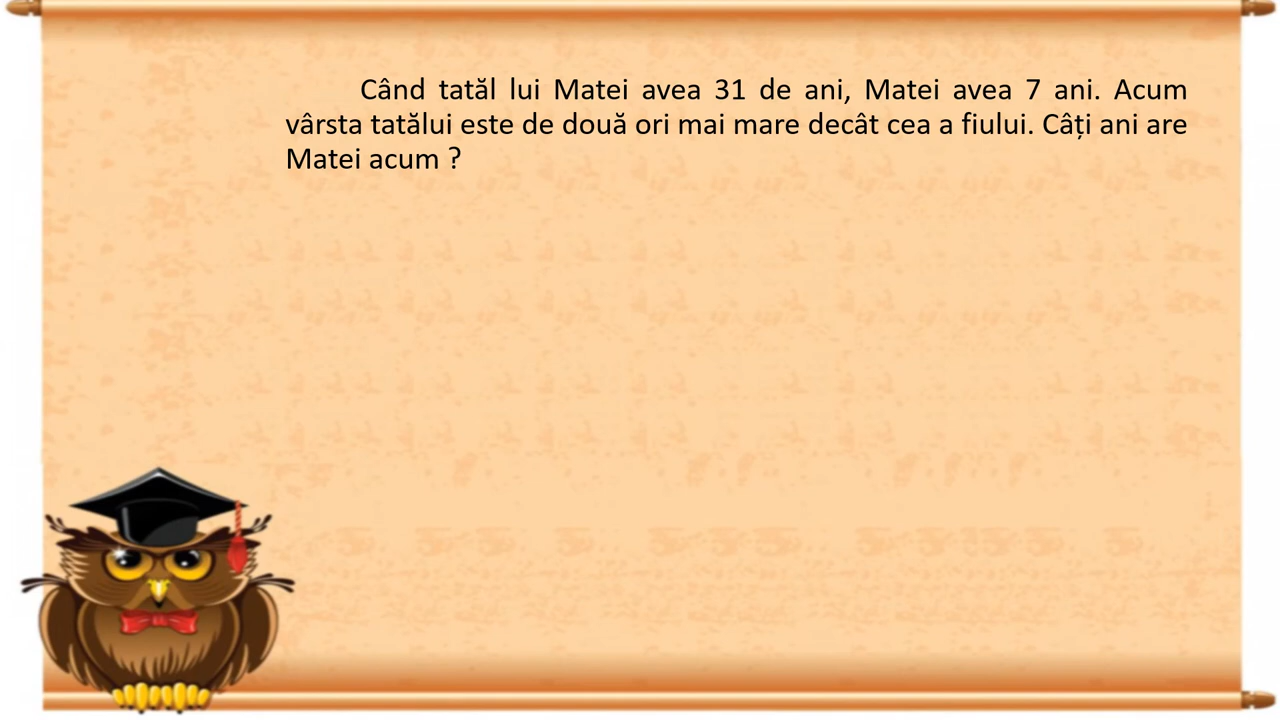 Când tatăl lui Matei avea 31 de ani, Matei avea 7 ani. Acum
vârsta tatălui este de două ori mai mare decât cea a fiului. Câți ani are
Matei acum ?